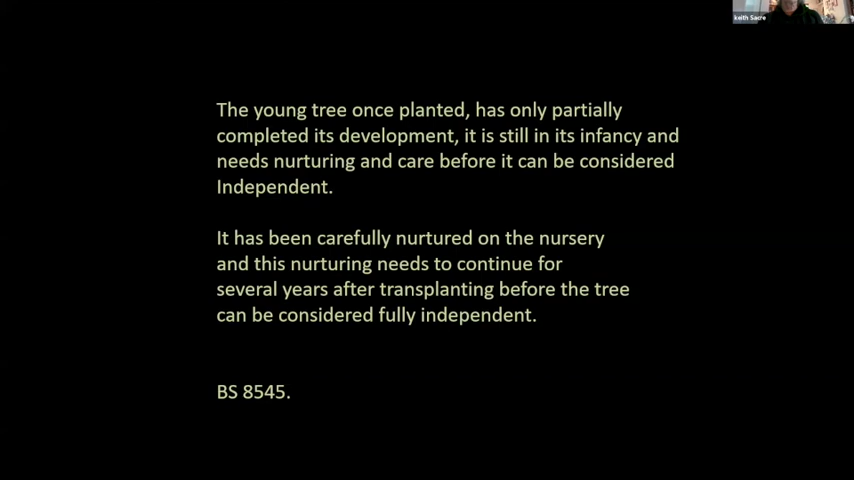 keith Sacre
The young tree once planted, has only partially
completed its development, it is still in its infancy and
needs nurturing and care before it can be considered
Independent.
It has been carefully nurtured on the nursery
and this nurturing needs to continue for
several years after transplanting before the tree
can be considered fully independent.
BS 8545.